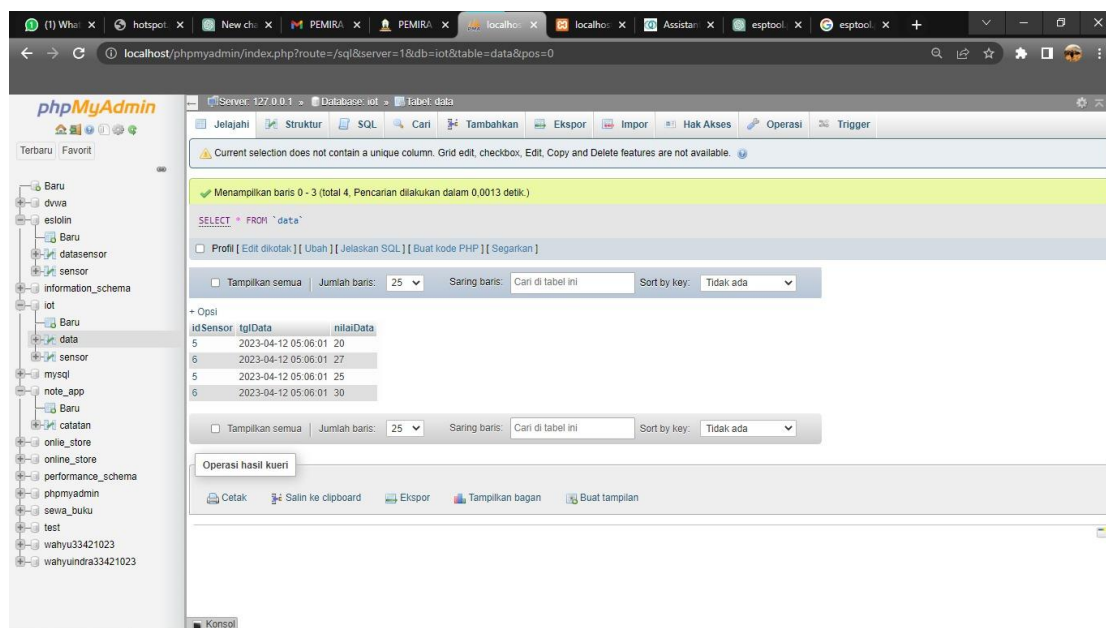 (1) What
hotspot.
New cha
PEMIRA
PEMIRA
localhos
localhos
Assistan
esptool.
esptool.
localhost/phpmyadmin/index.php?route=/sql&server=1&db=iot&table=data&pos=0
phpMyAdmin
Terbaru Favorit
Baru
dvwa
eslolin
Baru
datasensor
sensor
information_schema
iot
Baru
data
sensor
mysql
note_app
Baru
catatan
onlie_store
online_store
performance_schema
phpmyadmin
sewa_buku
test
wahyu33421023
wahyuindra33421023
Server: 127.0.0.1 » Database: iot » Tabel: data
Jelajahi Struktur SQL Cari Tambahkan Ekspor Impor Hak Akses Operasi Trigger
Current selection does not contain a unique column. Grid edit, checkbox, Edit, Copy and Delete features are not available.
Menampilkan baris 0 - 3 (total 4, Pencarian dilakukan dalam 0,0013 detik.)
SELECT * FROM `data`
Profil [ Edit dikotak ] [ Ubah ] [ Jelaskan SQL ] [ Buat kode PHP ] [ Segarkan ]
Tampilkan semua | Jumlah baris: 25 Saring baris: Cari di tabel ini Sort by key: Tidak ada
+ Opsi
idSensor tglData nilaiData
5 2023-04-12 05:06:01 20
6 2023-04-12 05:06:01 27
5 2023-04-12 05:06:01 25
6 2023-04-12 05:06:01 30
Tampilkan semua | Jumlah baris: 25 Saring baris: Cari di tabel ini Sort by key: Tidak ada
Operasi hasil kueri
Cetak Salin ke clipboard Ekspor Tampilkan bagan Buat tampilan
Konsol